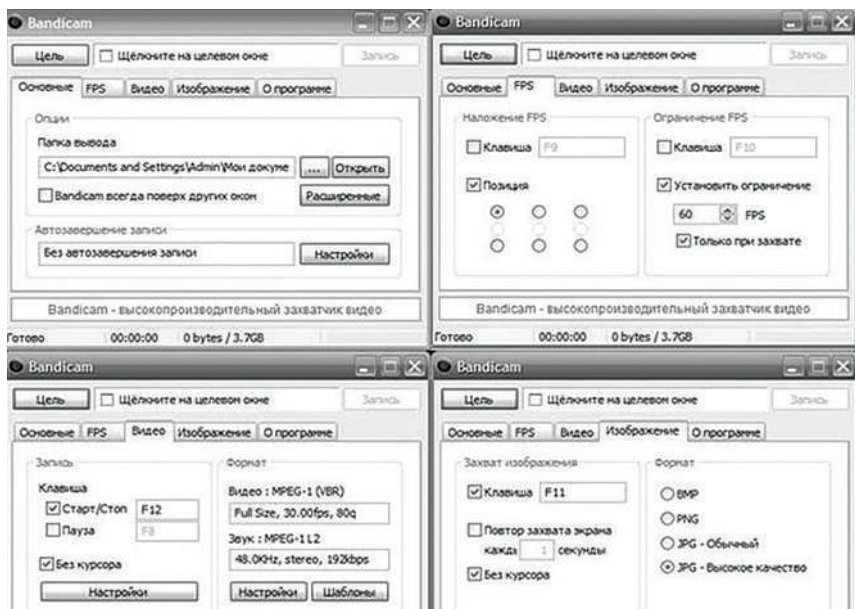 Bandicam
Цель Щёлкните на целевом окне Запись
Основные FPS Видео Изображение О программе
Опции
Папка вывода
C:\Documents and Settings\Admin\Мои докуме ... Открыть
Bandicam всегда поверх других окон Расширенные
Автозавершение записи
Без автозавершения записи Настройки
Bandicam - высокопроизводительный захватчик видео
Готово 00:00:00 0 bytes / 3.7GB
Bandicam
Цель Щёлкните на целевом окне Запись
Основные FPS Видео Изображение О программе
Наложение FPS
Клавиша F9
Позиция
Ограничение FPS
Клавиша F10
Установить ограничение
60 FPS
Только при захвате
Bandicam - высокопроизводительный захватчик видео
Готово 00:00:00 0 bytes / 3.7GB
Bandicam
Цель Щёлкните на целевом окне Запись
Основные FPS Видео Изображение О программе
Запись
Клавиша
Старт/Стоп F12
Пауза F8
Без курсора
Настройки
Формат
Видео : MPEG-1 (VBR)
Full Size, 30.00fps, 80q
Звук : MPEG-1 L2
48.0KHz, stereo, 192kbps
Настройки Шаблоны
Bandicam
Цель Щёлкните на целевом окне Запись
Основные FPS Видео Изображение О программе
Захват изображения
Клавиша F11
Повтор захвата экрана
кажды 1 секунды
Без курсора
Формат
BMP
PNG
JPG - Обычный
JPG - Высокое качество